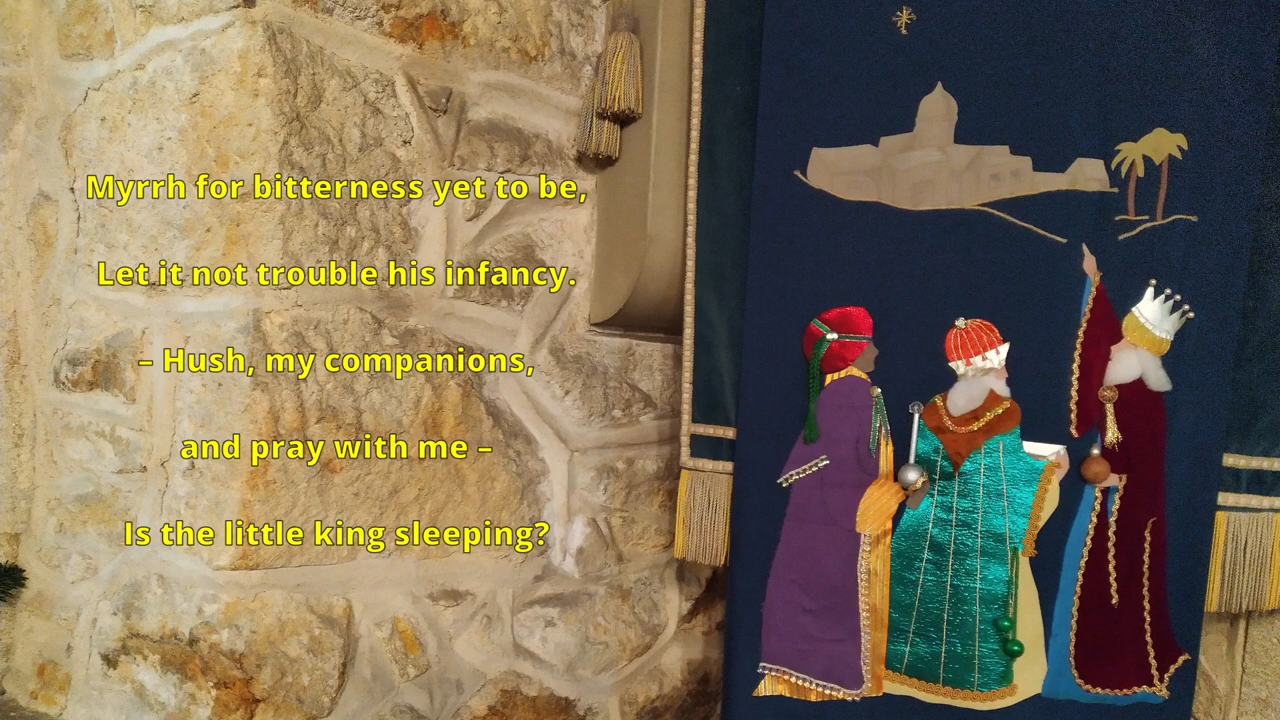 Myrrh for bitterness yet to be,
Let it not trouble his infancy.
– Hush, my companions,
and pray with me –
Is the little king sleeping?